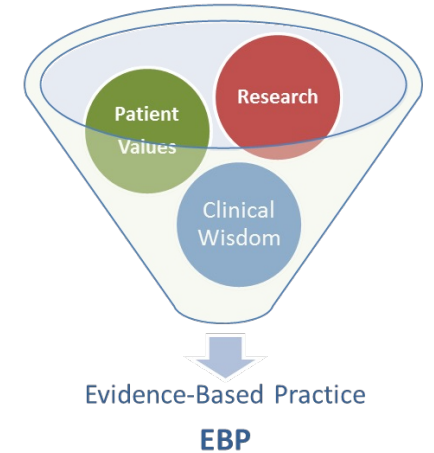 Research
Patient
Values
Clinical
Wisdom
Evidence-Based Practice
EBP